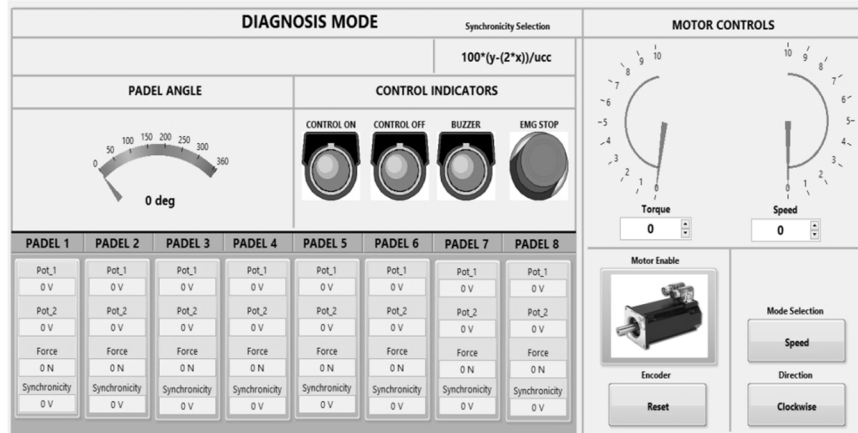 DIAGNOSIS MODE
Synchronicity Selection
MOTOR CONTROLS
100*(y-(2*x))/ucc
PADEL ANGLE
CONTROL INDICATORS
0 50 100 150 200 250 300 360
0 deg
CONTROL ON CONTROL OFF BUZZER EMG STOP
0 1 2 3 4 5 6 7 8 9 10
Torque
0
0 1 2 3 4 5 6 7 8 9 10
Speed
0
PADEL 1 PADEL 2 PADEL 3 PADEL 4 PADEL 5 PADEL 6 PADEL 7 PADEL 8
Pot_1 Pot_1 Pot_1 Pot_1 Pot_1 Pot_1 Pot_1 Pot_1
0 V 0 V 0 V 0 V 0 V 0 V 0 V 0 V
Pot_2 Pot_2 Pot_2 Pot_2 Pot_2 Pot_2 Pot_2 Pot_2
0 V 0 V 0 V 0 V 0 V 0 V 0 V 0 V
Force Force Force Force Force Force Force Force
0 N 0 N 0 N 0 N 0 N 0 N 0 N 0 N
Synchronicity Synchronicity Synchronicity Synchronicity Synchronicity Synchronicity Synchronicity Synchronicity
0 V 0 V 0 V 0 V 0 V 0 V 0 V 0 V
Motor Enable
Encoder
Reset
Mode Selection
Speed
Direction
Clockwise